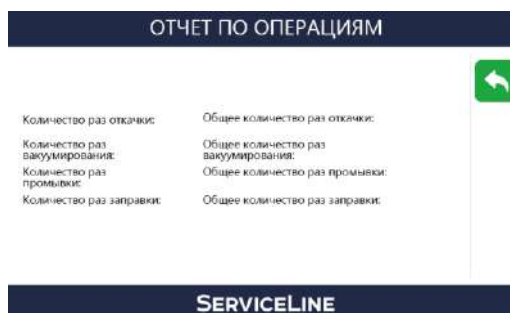 ОТЧЕТ ПО ОПЕРАЦИЯМ
Количество раз откачки:
Общее количество раз откачки:
Количество раз
вакуумирования:
Общее количество раз
вакуумирования:
Количество раз
промывки:
Общее количество раз промывки:
Количество раз заправки:
Общее количество раз заправки:
SERVICELINE